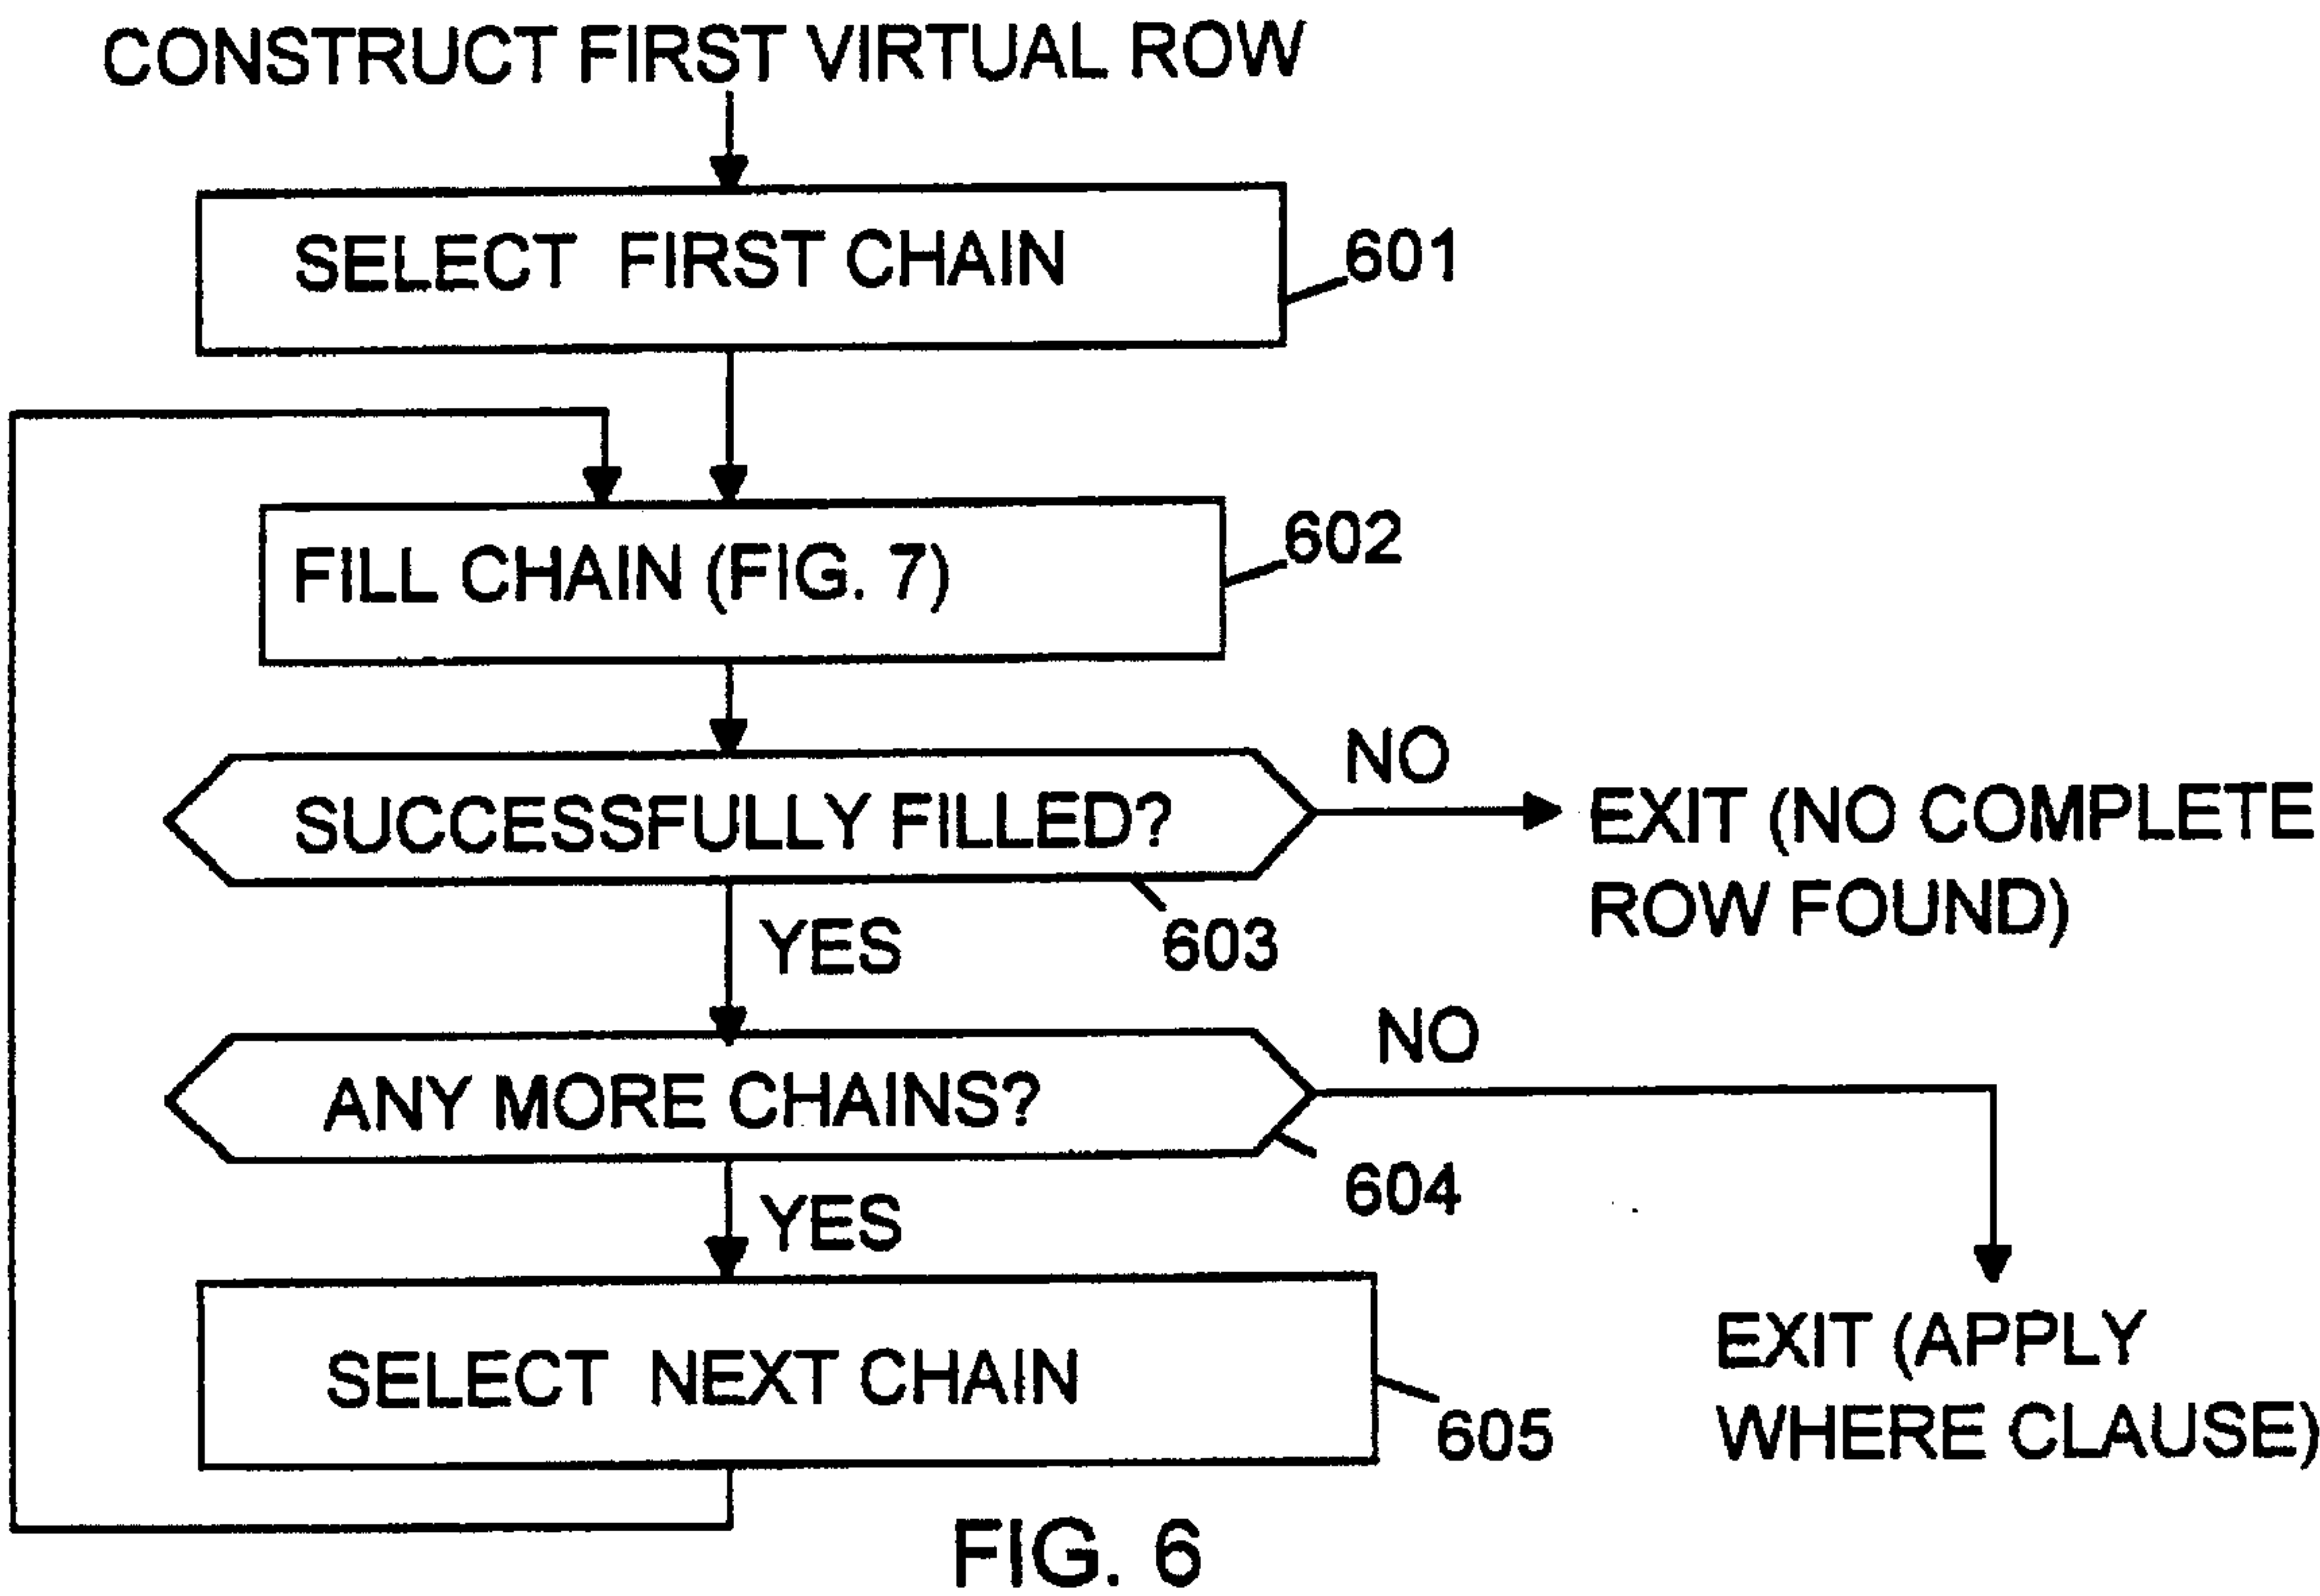 CONSTRUCT FIRST VIRTUAL ROW
SELECT FIRST CHAIN
601
FILL CHAIN (FIG. 7)
602
SUCCESSFULLY FILLED?
NO
EXIT (NO COMPLETE
ROW FOUND)
603
YES
ANY MORE CHAINS?
NO
604
YES
SELECT NEXT CHAIN
605
EXIT (APPLY
WHERE CLAUSE)
FIG. 6